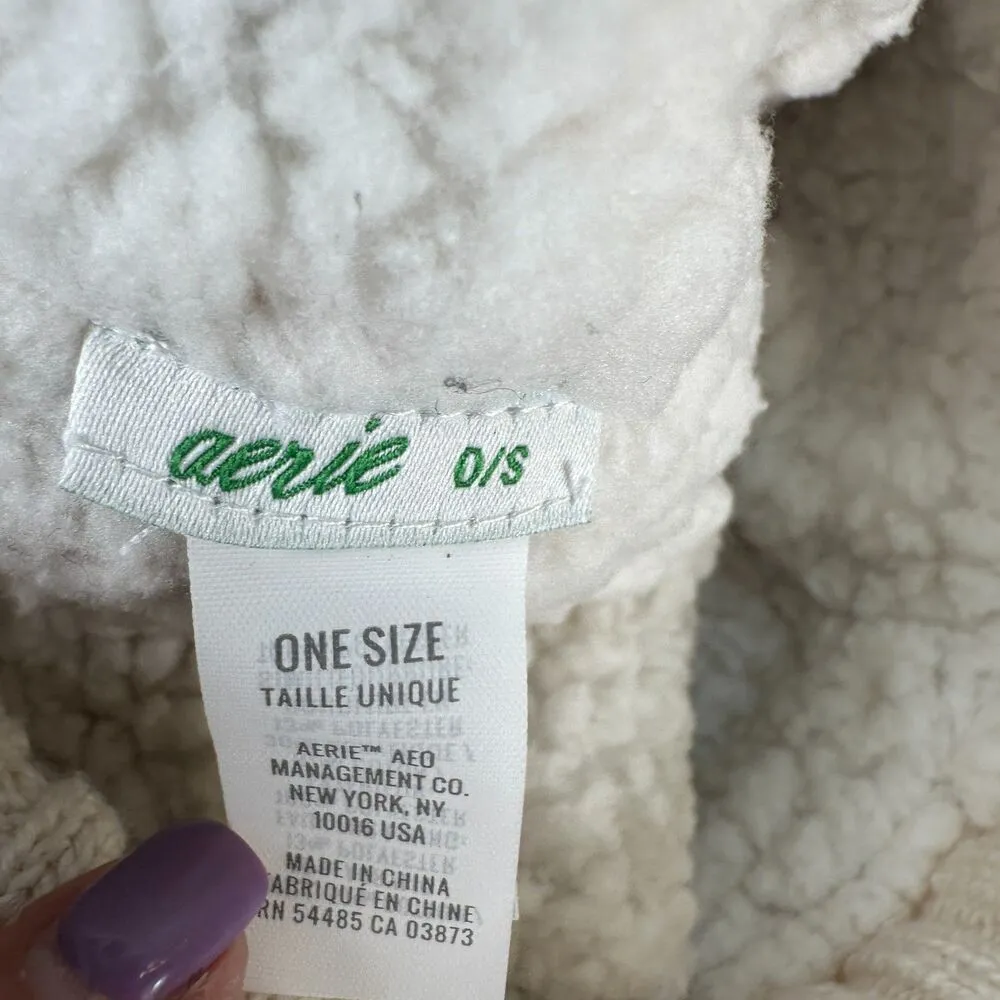 aerie O/S
ONE SIZE
TAILLE UNIQUE
AERIE™ AEO
MANAGEMENT CO.
NEW YORK, NY
10016 USA
MADE IN CHINA
FABRIQUÉ EN CHINE
RN 54485 CA 03873